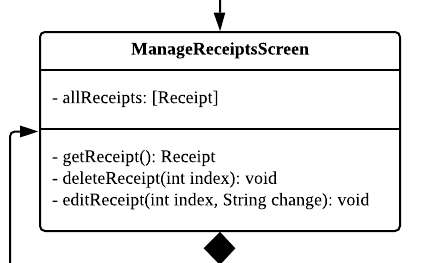 ManageReceiptsScreen
- allReceipts: [Receipt]
- getReceipt(): Receipt
- deleteReceipt(int index): void
- editReceipt(int index, String change): void